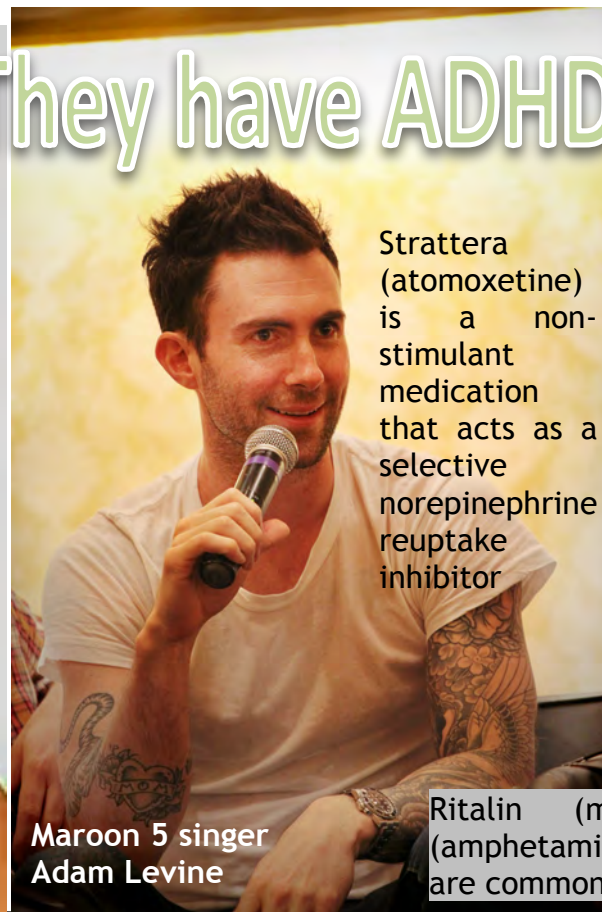 They have ADHD
Strattera
(atomoxetine)
is a non-
stimulant
medication
that acts as a
selective
norepinephrine
reuptake
inhibitor
Maroon 5 singer
Adam Levine
Ritalin (m
(amphetami
are common